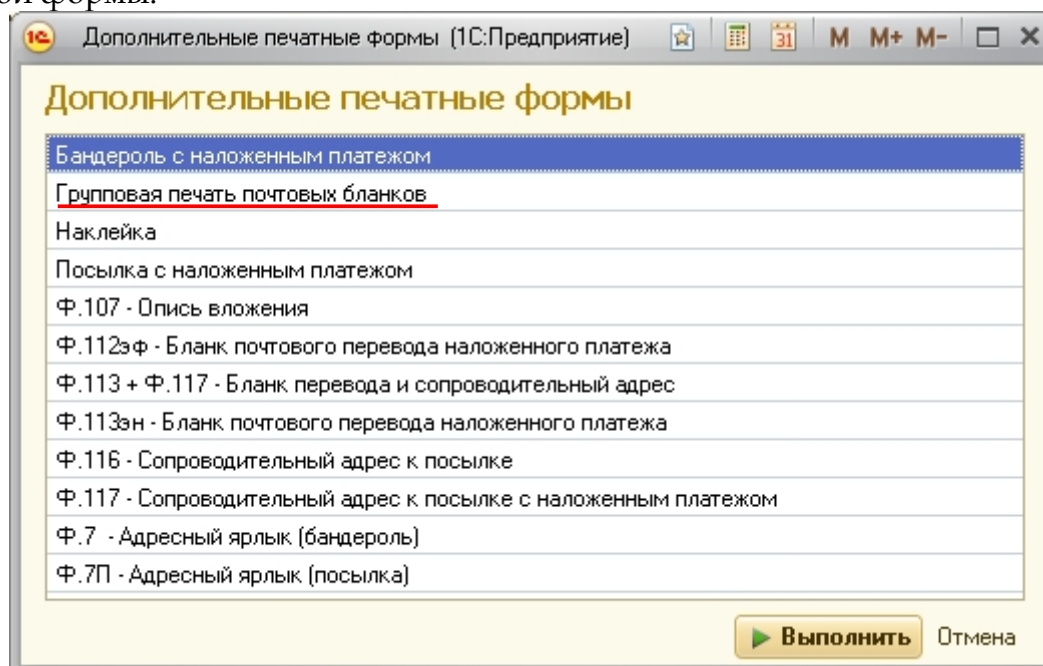 формы.
1С Дополнительные печатные формы (1С:Предприятие) 31 M M+ M-
Дополнительные печатные формы
Бандероль с наложенным платежом
Групповая печать почтовых бланков
Наклейка
Посылка с наложенным платежом
Ф.107 - Опись вложения
Ф.112эф - Бланк почтового перевода наложенного платежа
Ф.113 + Ф.117 - Бланк перевода и сопроводительный адрес
Ф.113эн - Бланк почтового перевода наложенного платежа
Ф.116 - Сопроводительный адрес к посылке
Ф.117 - Сопроводительный адрес к посылке с наложенным платежом
Ф.7 - Адресный ярлык (бандероль)
Ф.7П - Адресный ярлык (посылка)
Выполнить Отмена